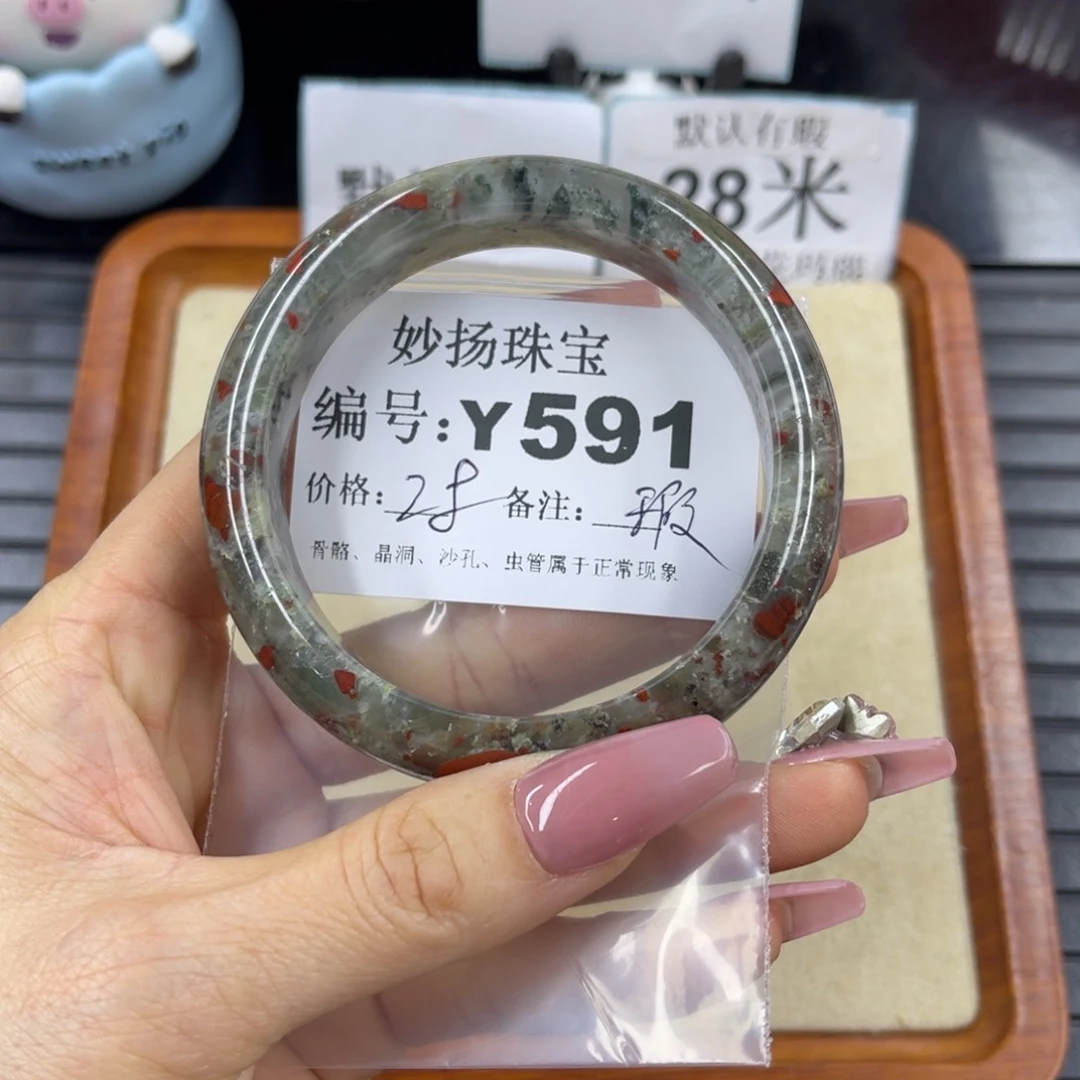 默认有瑕
28米
妙扬珠宝
编号:Y591
价格:28 备注:瑕
骨骼、晶洞、沙孔、虫管属于正常现象